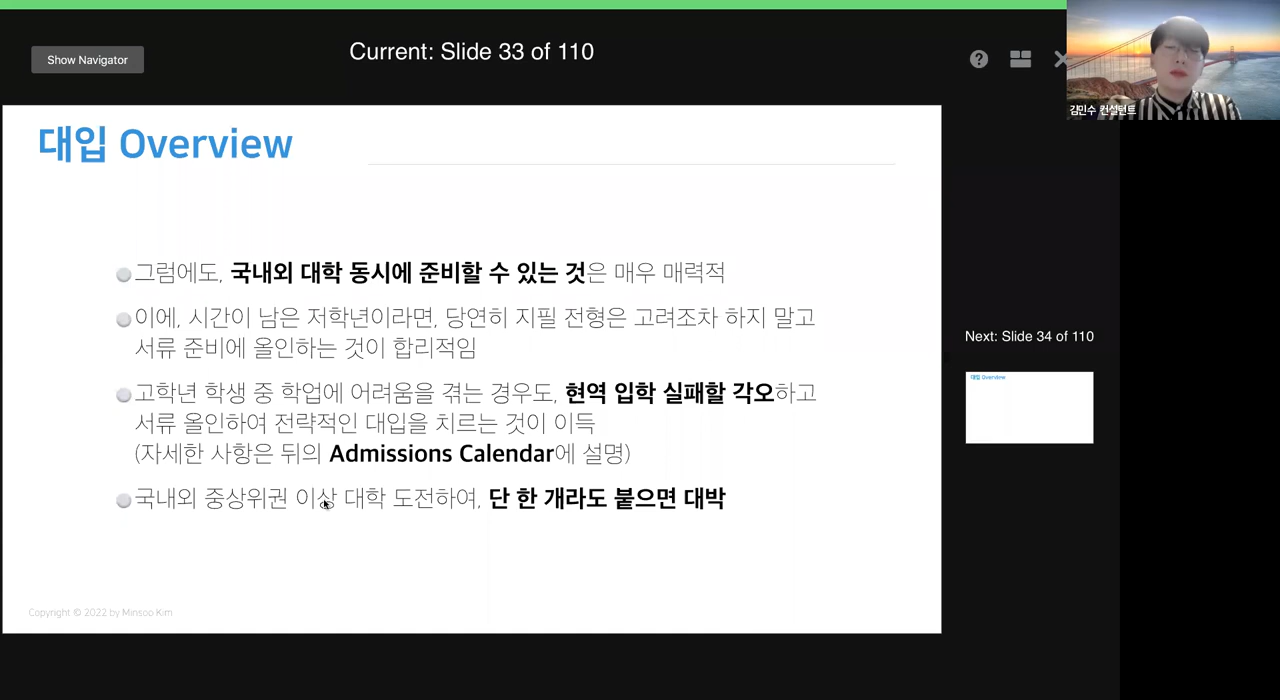 Show Navigator
Current: Slide 33 of 110
김민수 컨설턴트
대입 Overview
그럼에도, 국내외 대학 동시에 준비할 수 있는 것은 매우 매력적
이에, 시간이 남은 저학년이라면, 당연히 지필 전형은 고려조차 하지 말고
서류 준비에 올인하는 것이 합리적임
고학년 학생 중 학업에 어려움을 겪는 경우도, 현역 입학 실패할 각오하고
서류 올인하여 전략적인 대입을 치르는 것이 이득
(자세한 사항은 뒤의 Admissions Calendar에 설명)
국내외 중상위권 이상 대학 도전하여, 단 한 개라도 붙으면 대박
Copyright © 2022 by Minsoo Kim
Next: Slide 34 of 110
대입 Overview